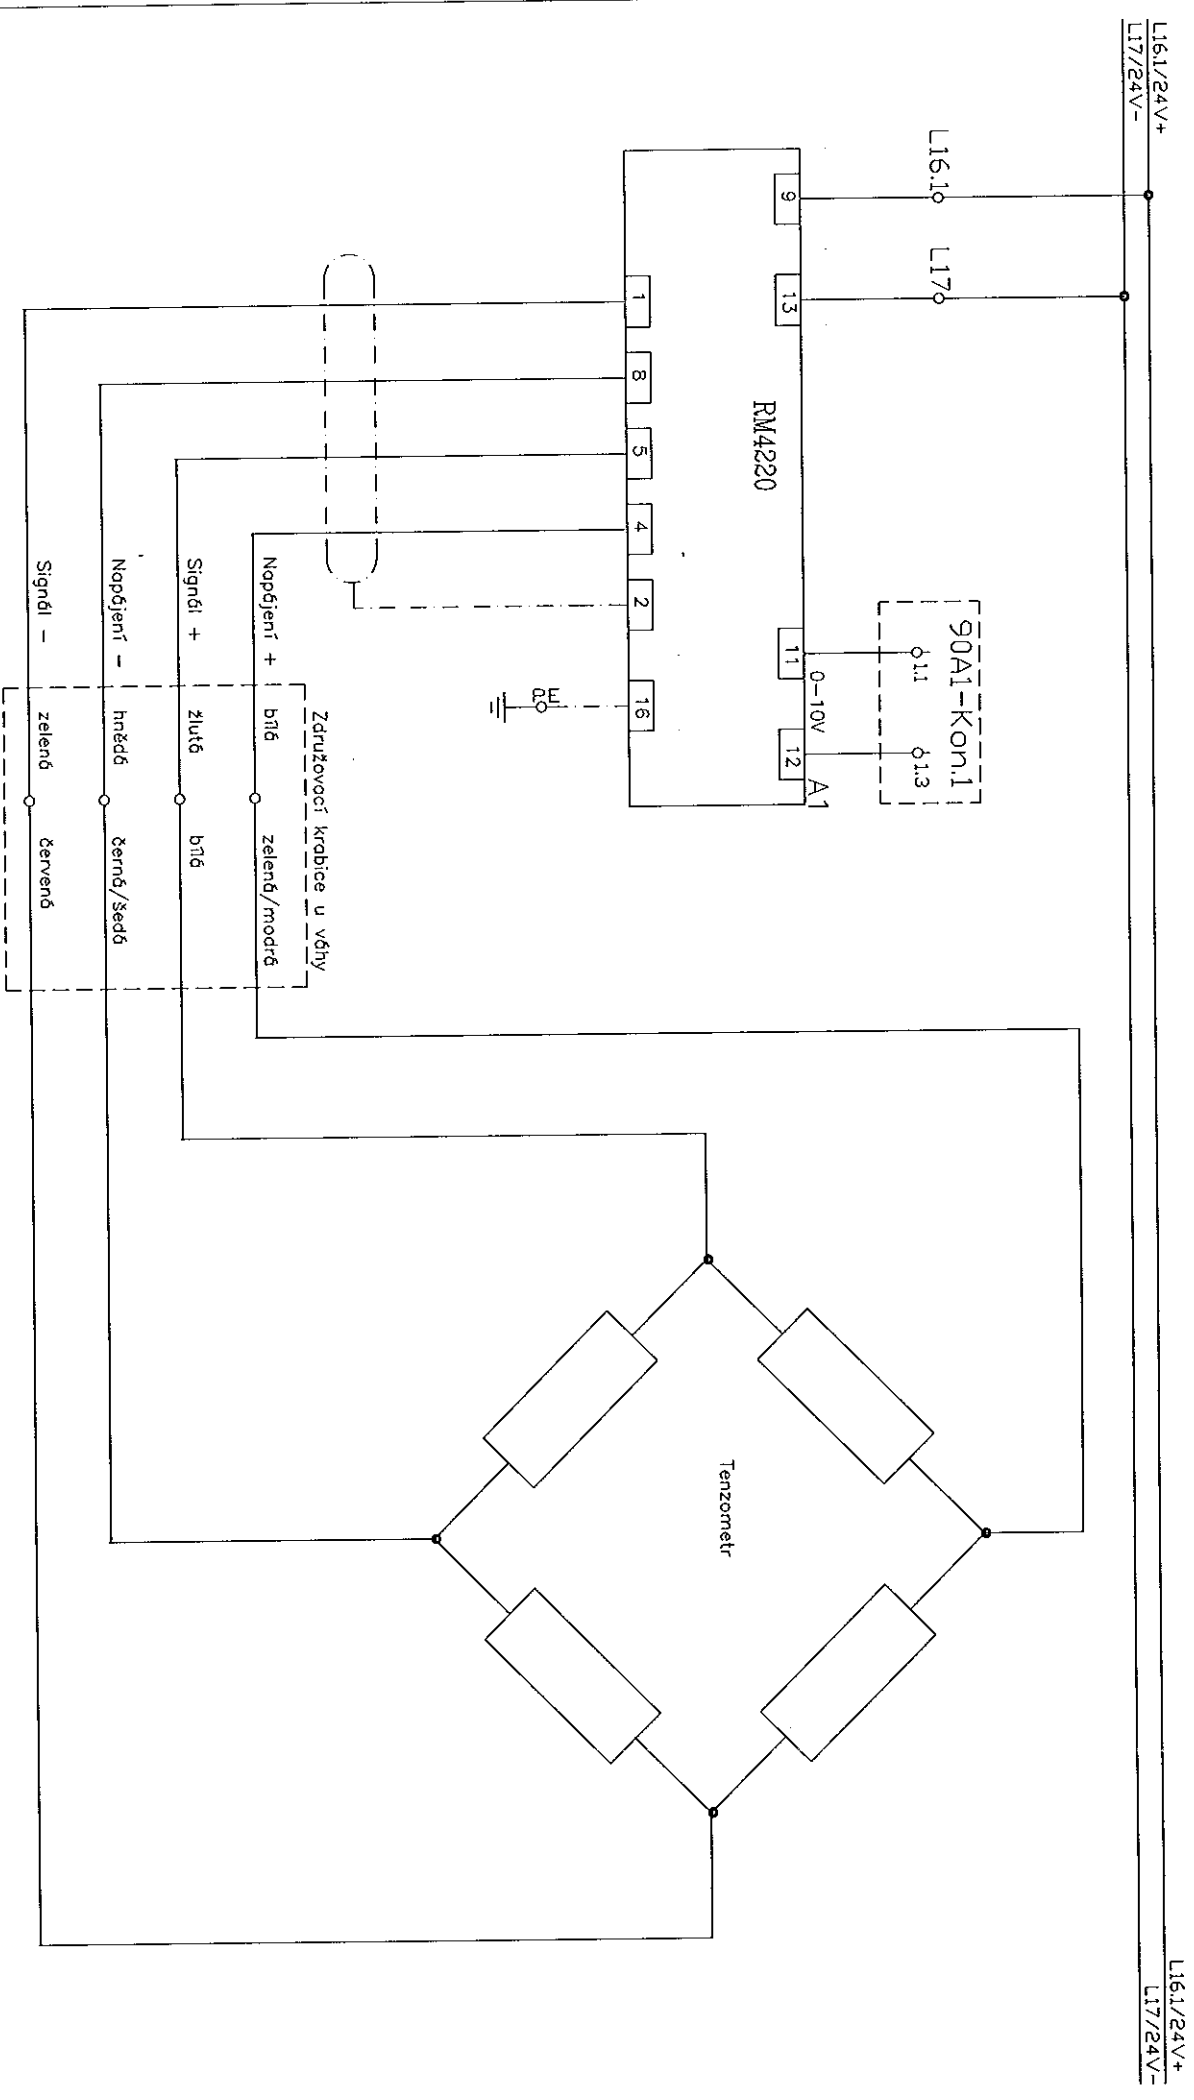 L16.1/24V+
L17/24V-
L16.1/24V+
L17/24V-
L16.1
L17
90A1-Kon.1
1.1
1.3
0-10V
A1
9
13
11
12
RM4220
1
8
5
4
2
16
PE
Združovací krabice u váhy
Napájení +
bílá
zelená/modrá
Signál +
žlutá
bílá
Napájení -
hnědá
černá/šedá
Signál -
zelená
červená
Tenzometr